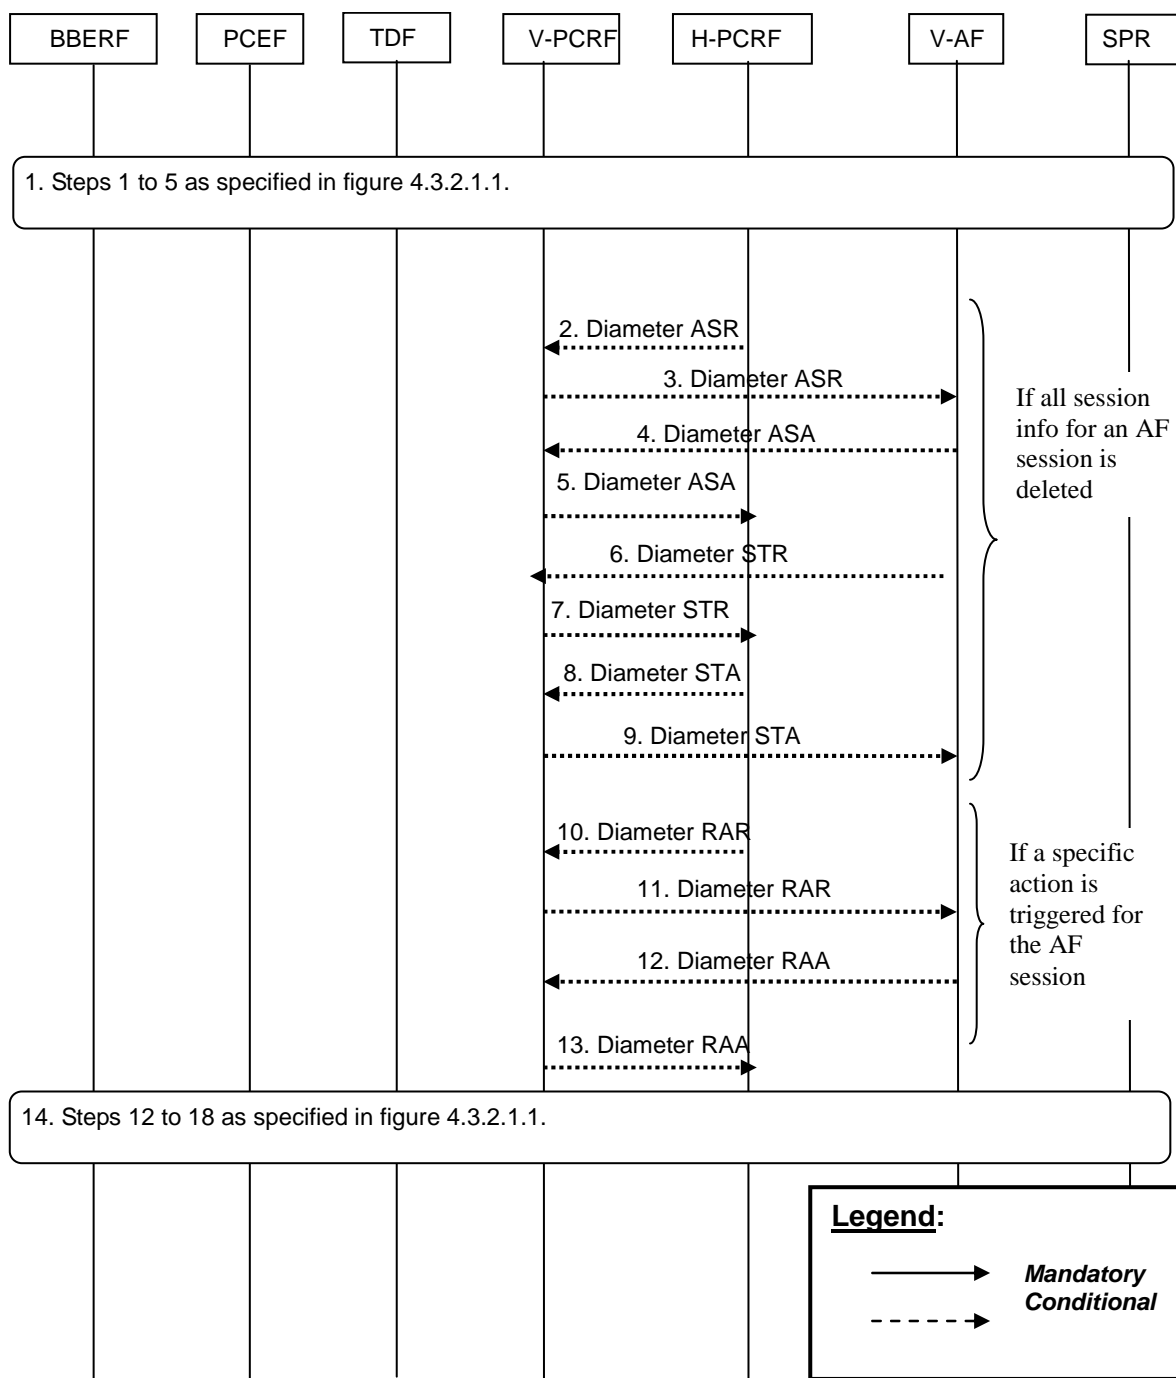 BBERF
PCEF
TDF
V-PCRF
H-PCRF
V-AF
SPR
1. Steps 1 to 5 as specified in figure 4.3.2.1.1.
2. Diameter ASR
3. Diameter ASR
4. Diameter ASA
5. Diameter ASA
6. Diameter STR
7. Diameter STR
8. Diameter STA
9. Diameter STA
If all session
info for an AF
session is
deleted
10. Diameter RAR
11. Diameter RAR
12. Diameter RAA
13. Diameter RAA
If a specific
action is
triggered for
the AF
session
14. Steps 12 to 18 as specified in figure 4.3.2.1.1.
Legend:
Mandatory
Conditional